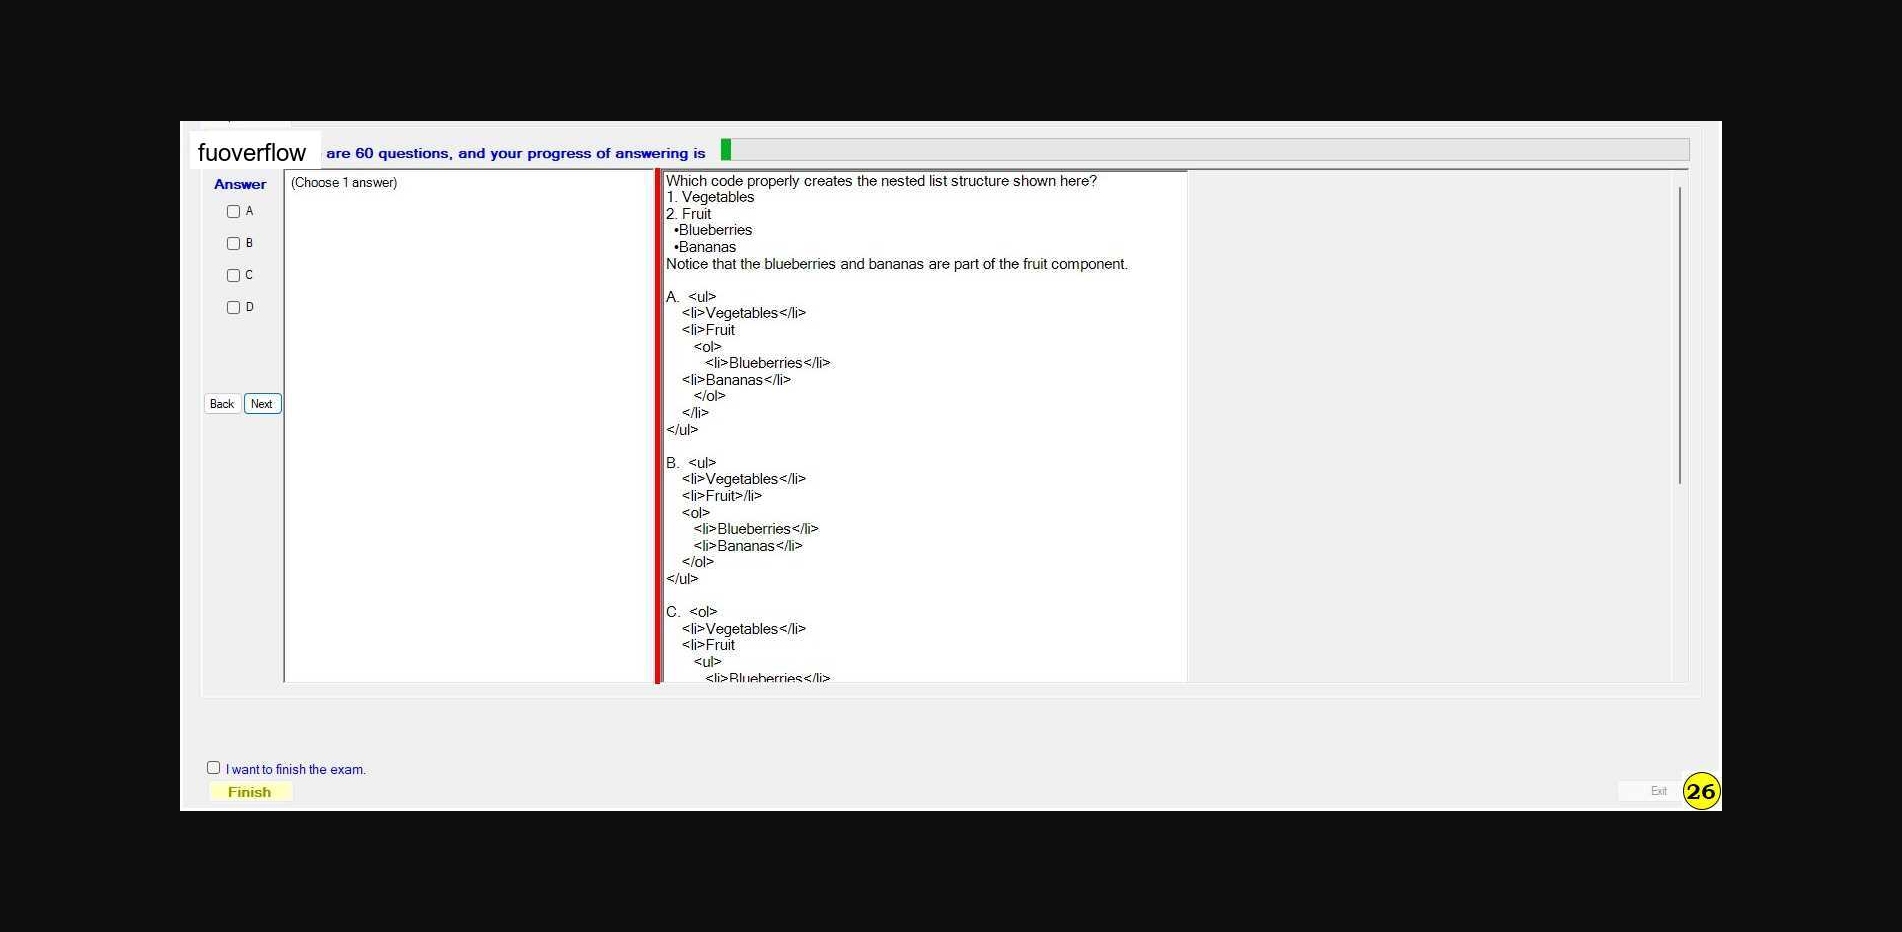 fuoverflow are 60 questions, and your progress of answering is
Answer
A
B
C
D
Back Next
(Choose 1 answer)
Which code properly creates the nested list structure shown here?
1. Vegetables
2. Fruit
•Blueberries
•Bananas
Notice that the blueberries and bananas are part of the fruit component.
A. <ul>
<li>Vegetables</li>
<li>Fruit
<ol>
<li>Blueberries</li>
<li>Bananas</li>
</ol>
</li>
</ul>
B. <ul>
<li>Vegetables</li>
<li>Fruit>/li>
<ol>
<li>Blueberries</li>
<li>Bananas</li>
</ol>
</ul>
C. <ol>
<li>Vegetables</li>
<li>Fruit
<ul>
<li>Blueberries</li>
I want to finish the exam.
Finish
Exit
26